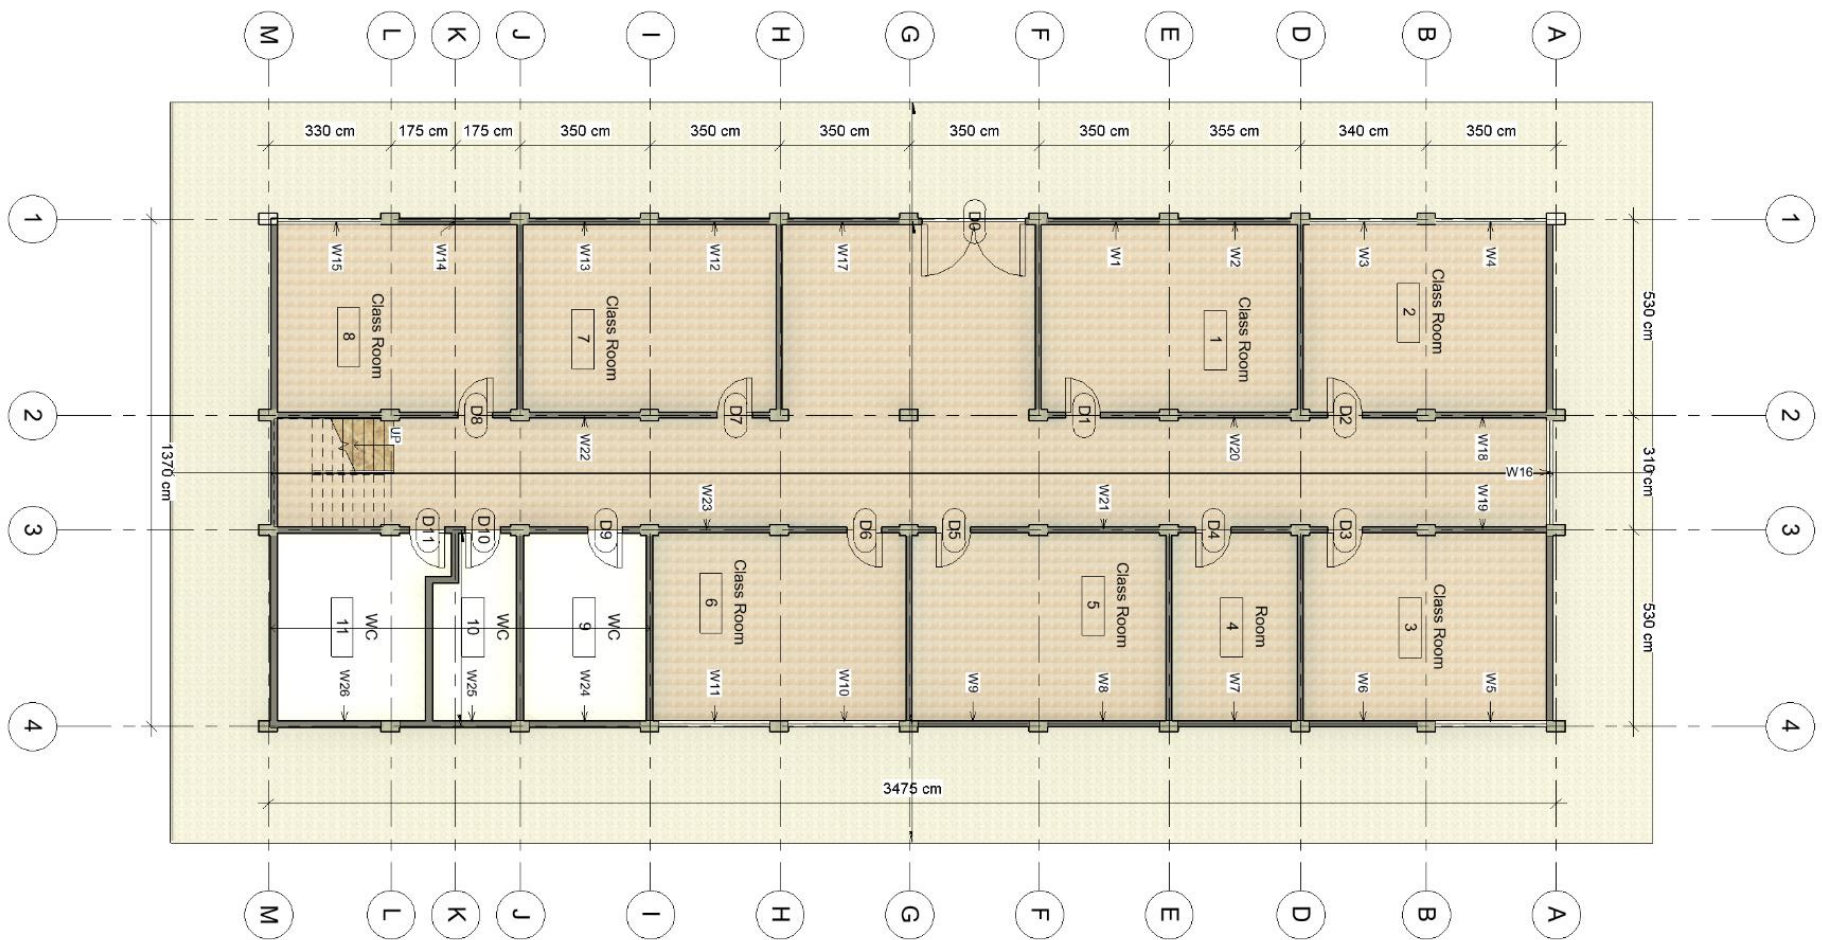 M L K J I H G F E D B A
330 cm 175 cm 175 cm 350 cm 350 cm 350 cm 350 cm 350 cm 355 cm 340 cm 350 cm
1 1
D0
W15 W14 W13 W12 W17 W1 W2 W3 W4
530 cm
Class Room
8
Class Room
7
Class Room
1
Class Room
2
2 2
D8 D7 D1 D2
UP
W22 W20 W18
1370 cm
W16
310 cm
W23 W21 W19
3 3
D11 D10 D9 D6 D5 D4 D3
WC
11
WC
10
WC
9
Class Room
6
Class Room
5
Room
4
Class Room
3
530 cm
W26 W25 W24 W11 W10 W9 W8 W7 W6 W5
4 4
3475 cm
M L K J I H G F E D B A